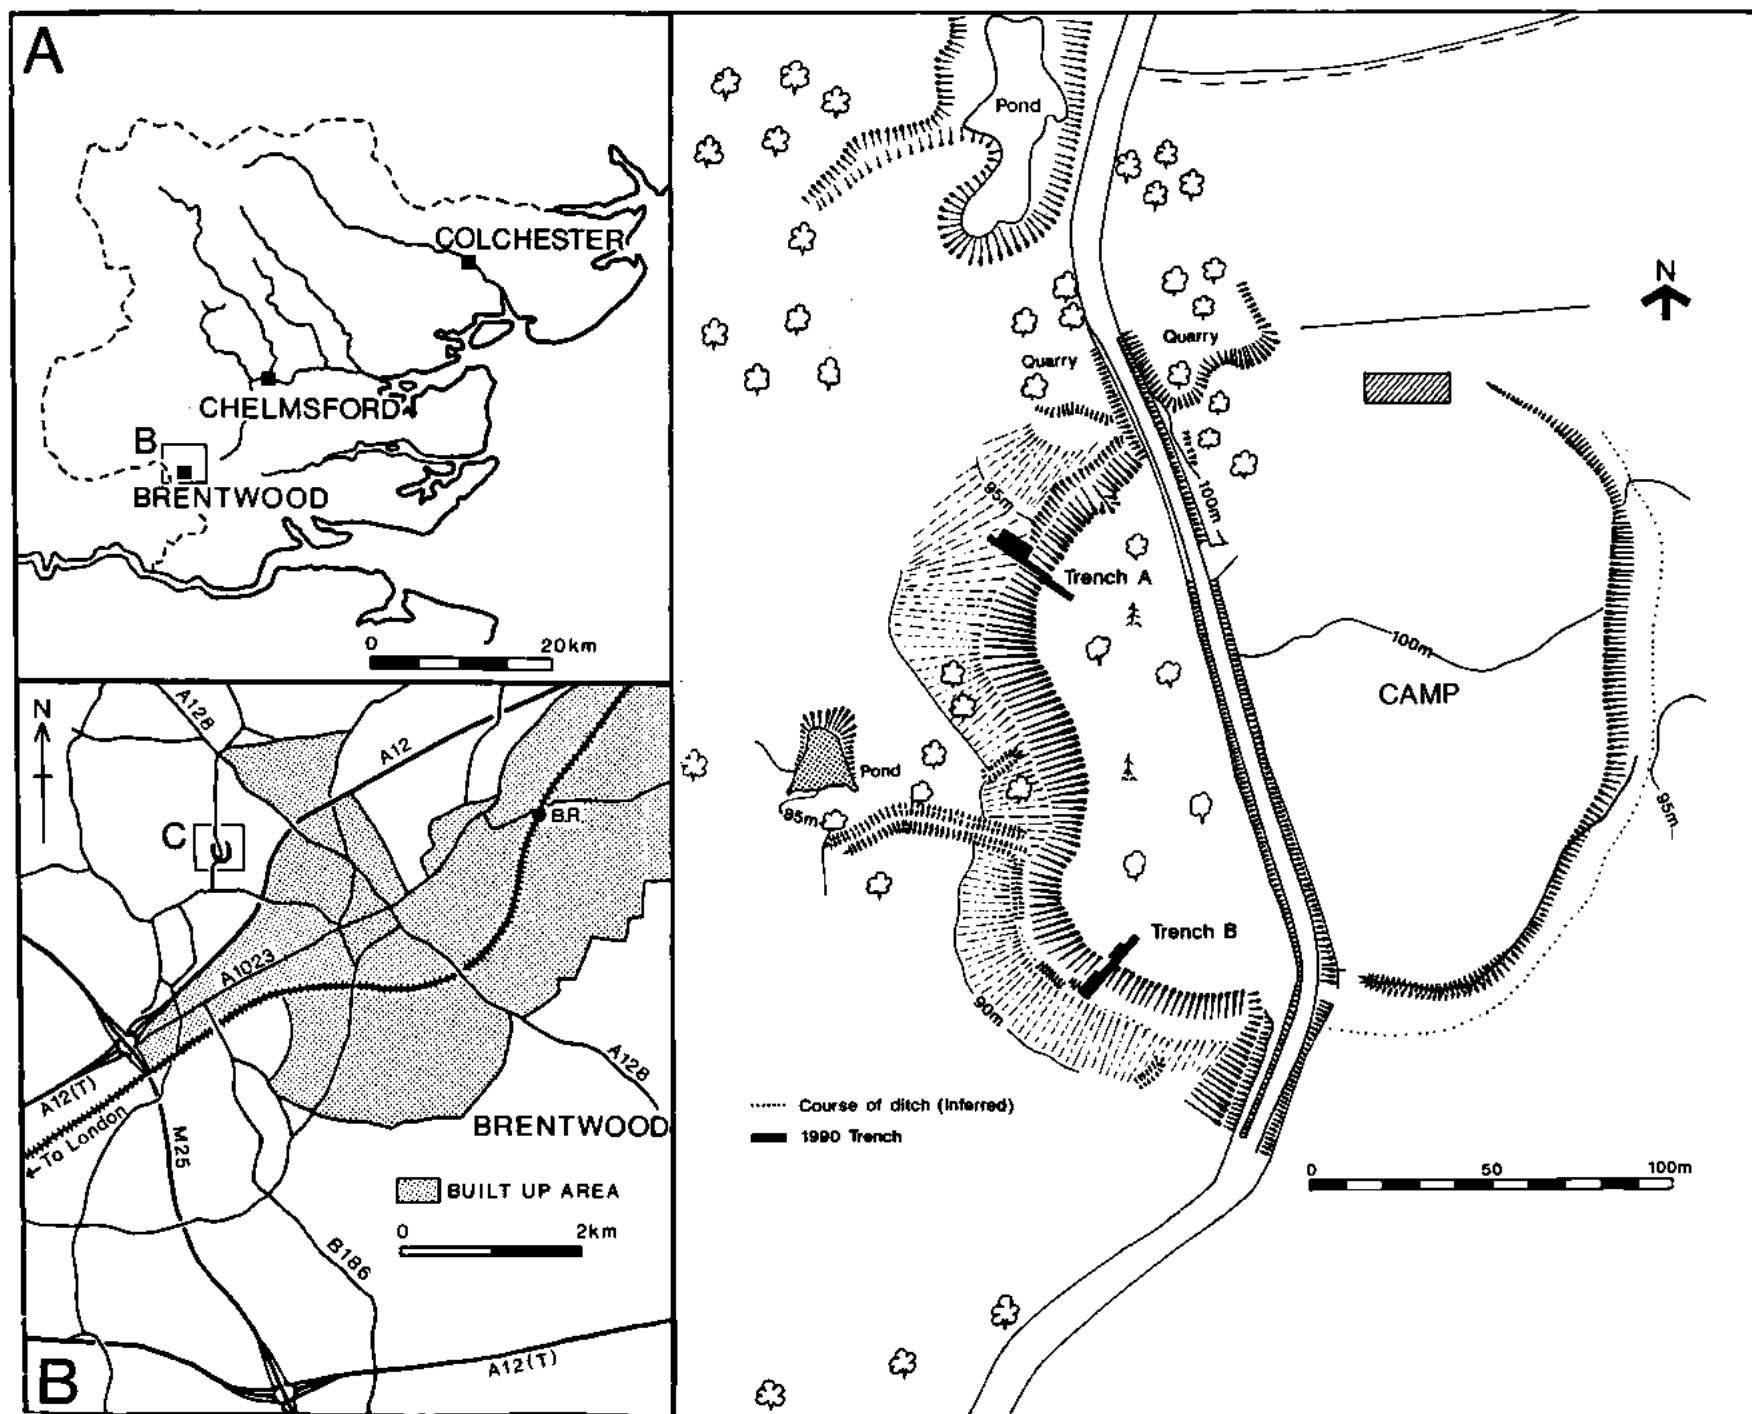 A
COLCHESTER
CHELMSFORD
B
BRENTWOOD
0 20km
N
A128
A12
B.R.
C
A1023
A128
A12(T)
← To London
M25
BRENTWOOD
BUILT UP AREA
0 2km
B186
A12(T)
B
Pond
N
Quarry
Quarry
95m
100m
Trench A
100m
CAMP
Pond
95m
95m
Trench B
90m
Course of ditch (Inferred)
1990 Trench
0 50 100m